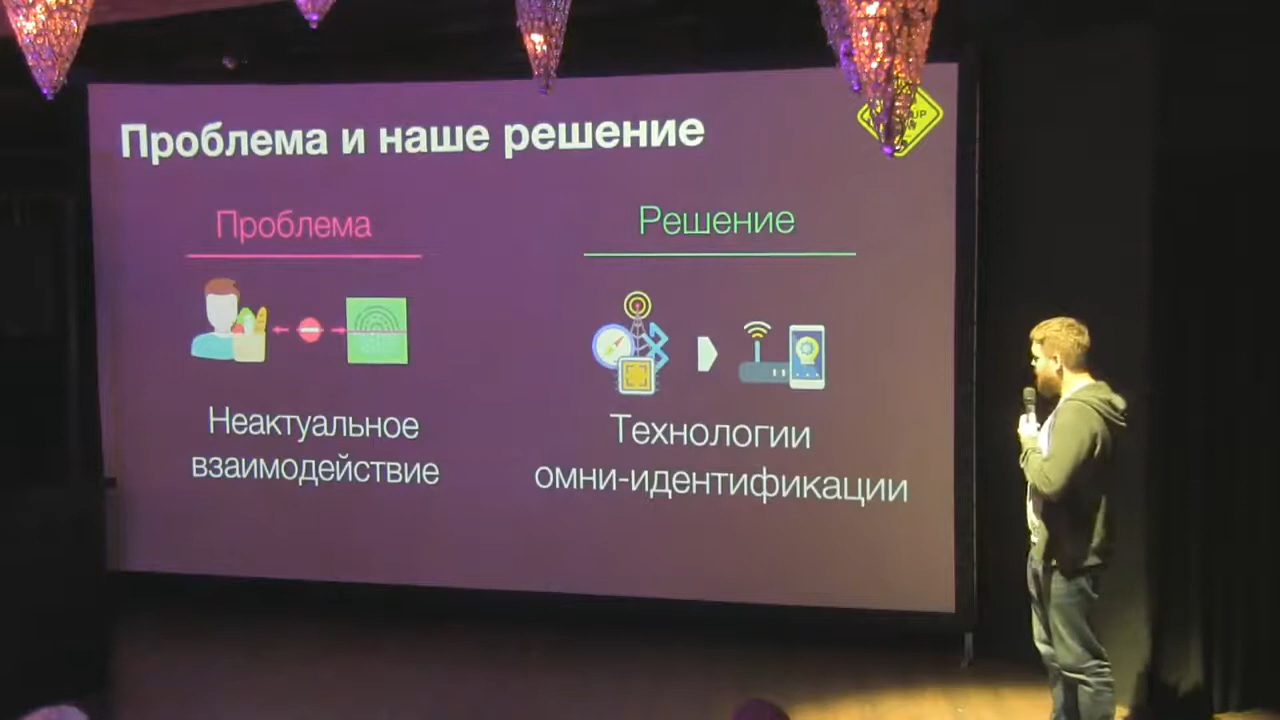 Проблема и наше решение
Проблема
Решение
Неактуальное
взаимодействие
Технологии
омни-идентификации